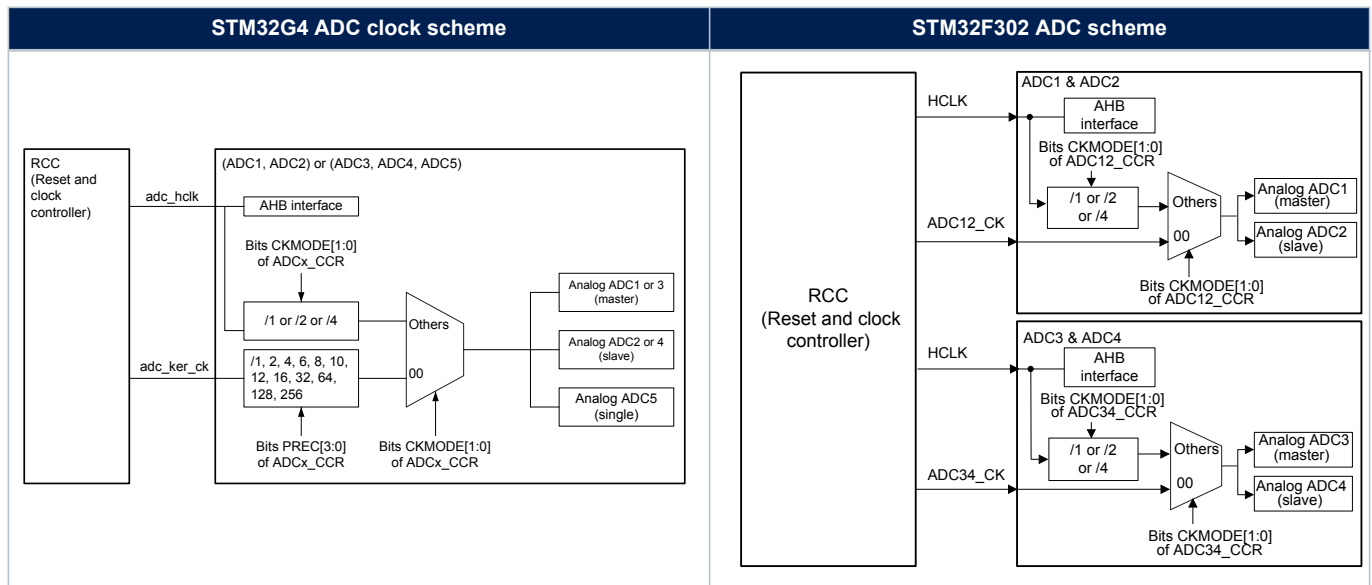 STM32G4 ADC clock scheme
RCC
(Reset and
clock
controller)
adc_hclk
adc_ker_ck
(ADC1, ADC2) or (ADC3, ADC4, ADC5)
AHB interface
Bits CKMODE[1:0]
of ADCx_CCR
/1 or /2 or /4
/1, 2, 4, 6, 8, 10,
12, 16, 32, 64,
128, 256
Bits PREC[3:0]
of ADCx_CCR
Others
00
Bits CKMODE[1:0]
of ADCx_CCR
Analog ADC1 or 3
(master)
Analog ADC2 or 4
(slave)
Analog ADC5
(single)
STM32F302 ADC scheme
RCC
(Reset and clock
controller)
HCLK
ADC12_CK
ADC1 & ADC2
AHB
interface
Bits CKMODE[1:0]
of ADC12_CCR
/1 or /2
or /4
Others
00
Bits CKMODE[1:0]
of ADC12_CCR
Analog ADC1
(master)
Analog ADC2
(slave)
HCLK
ADC34_CK
ADC3 & ADC4
AHB
interface
Bits CKMODE[1:0]
of ADC34_CCR
/1 or /2
or /4
Others
00
Bits CKMODE[1:0]
of ADC34_CCR
Analog ADC3
(master)
Analog ADC4
(slave)